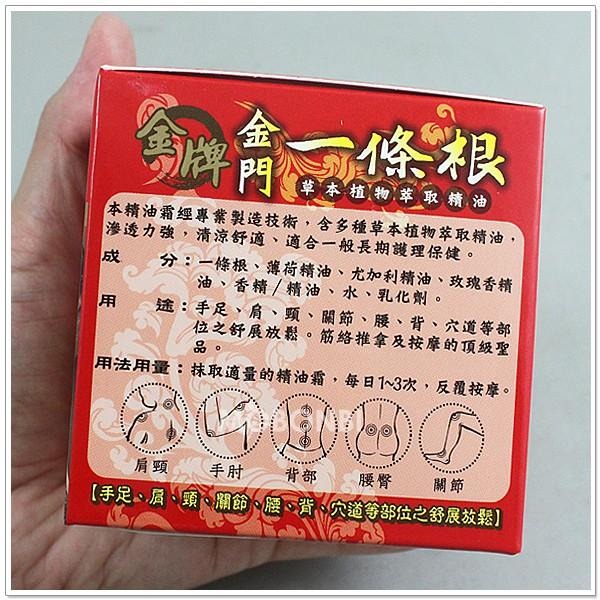 金牌 金門 一條根
草本植物萃取精油
本精油霜經專業製造技術，含多種草本植物萃取精油，
滲透力強，清涼舒適、適合一般長期護理保健。
成　　分：一條根、薄荷精油、尤加利精油、玫瑰香精
油、香精/精油、水、乳化劑。
用　　途：手足、肩、頸、關節、腰、背、穴道等部
位之舒展放鬆。筋絡推拿及按摩的頂級聖
品。
用法用量：抹取適量的精油霜，每日1~3次，反覆按摩。
肩頸 手肘 背部 腰臀 關節
【手足、肩、頸、關節、腰、背、穴道等部位之舒展放鬆】